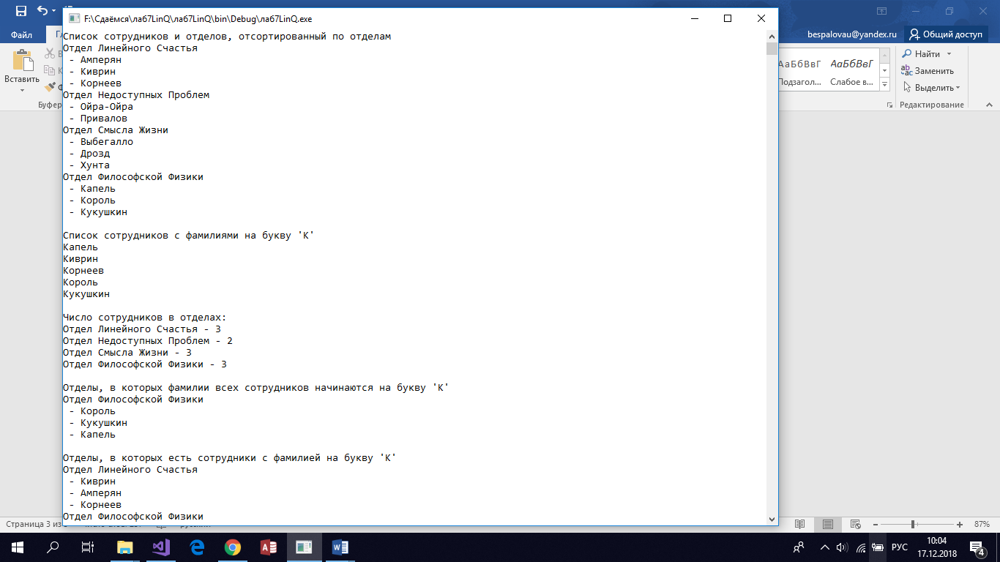 F:\Сдаёмся\лаб7LinQ\лаб7LinQ\bin\Debug\лаб7LinQ.exe
Файл
bespalovau@yandex.ru
Общий доступ
Вставить
Буфер
Подзагол...
Слабое в...
АаБбВвГ
АаБбВвГ
Найти
Заменить
Выделить
Редактирование
Список сотрудников и отделов, отсортированный по отделам
Отдел Линейного Счастья
- Амперян
- Киврин
- Корнеев
Отдел Недоступных Проблем
- Ойра-Ойра
- Привалов
Отдел Смысла Жизни
- Выбегалло
- Дрозд
- Хунта
Отдел Философской Физики
- Капель
- Король
- Кукушкин
Список сотрудников с фамилиями на букву 'К'
Капель
Киврин
Корнеев
Король
Кукушкин
Число сотрудников в отделах:
Отдел Линейного Счастья - 3
Отдел Недоступных Проблем - 2
Отдел Смысла Жизни - 3
Отдел Философской Физики - 3
Отделы, в которых фамилии всех сотрудников начинаются на букву 'К'
Отдел Философской Физики
- Король
- Кукушкин
- Капель
Отделы, в которых есть сотрудники с фамилией на букву 'К'
Отдел Линейного Счастья
- Киврин
- Амперян
- Корнеев
Отдел Философской Физики
Страница 3 из
87%
РУС
10:04
17.12.2018
4